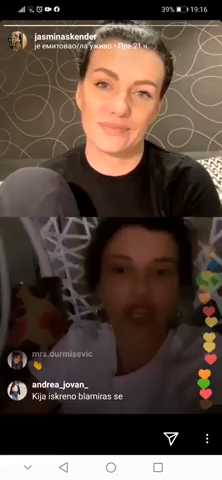 39% 19:16
jasminaskender
је емитовао/ла уживо · Пре 21 ч.
mrs.durmisevic
👏
andrea_jovan_
Kija iskreno blamiras se